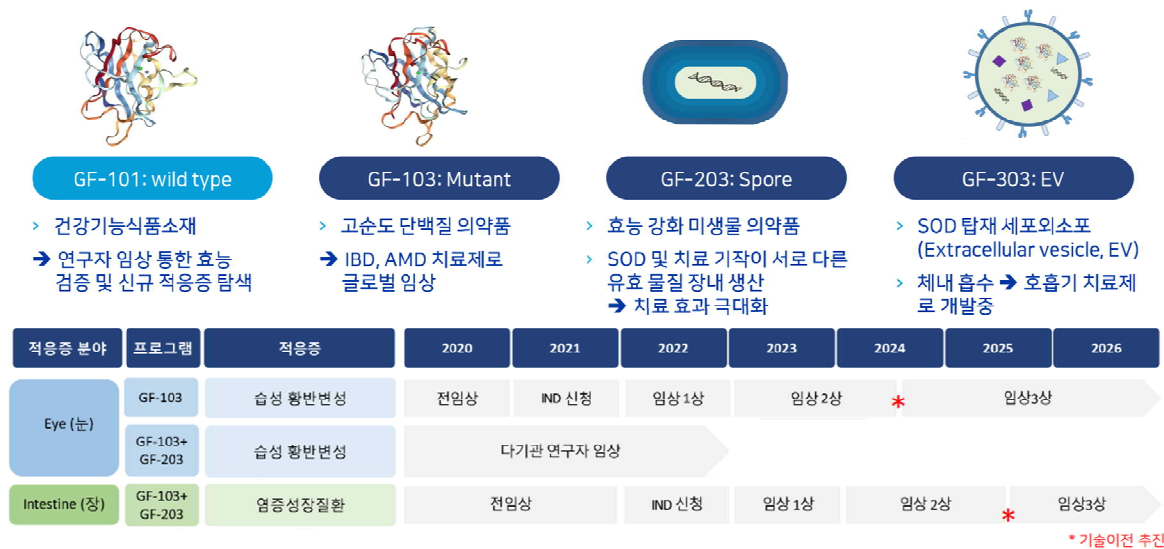 GF-101: wild type
GF-103: Mutant
GF-203: Spore
GF-303: EV
› 건강기능식품소재
➔ 연구자 임상 통한 효능
검증 및 신규 적응증 탐색
› 고순도 단백질 의약품
➔ IBD, AMD 치료제로
글로벌 임상
› 효능 강화 미생물 의약품
› SOD 및 치료 기작이 서로 다른
유효 물질 장내 생산
➔ 치료 효과 극대화
› SOD 탑재 세포외소포
(Extracellular vesicle, EV)
› 체내 흡수 ➔ 호흡기 치료제
로 개발중
적응증 분야 프로그램 적응증 2020 2021 2022 2023 2024 2025 2026
Eye (눈)
GF-103 습성 황반변성 전임상 IND 신청 임상 1상 임상 2상 * 임상3상
GF-103+
GF-203 습성 황반변성 다기관 연구자 임상
Intestine (장) GF-103+
GF-203 염증성장질환 전임상 IND 신청 임상 1상 임상 2상 * 임상3상
* 기술이전 추진